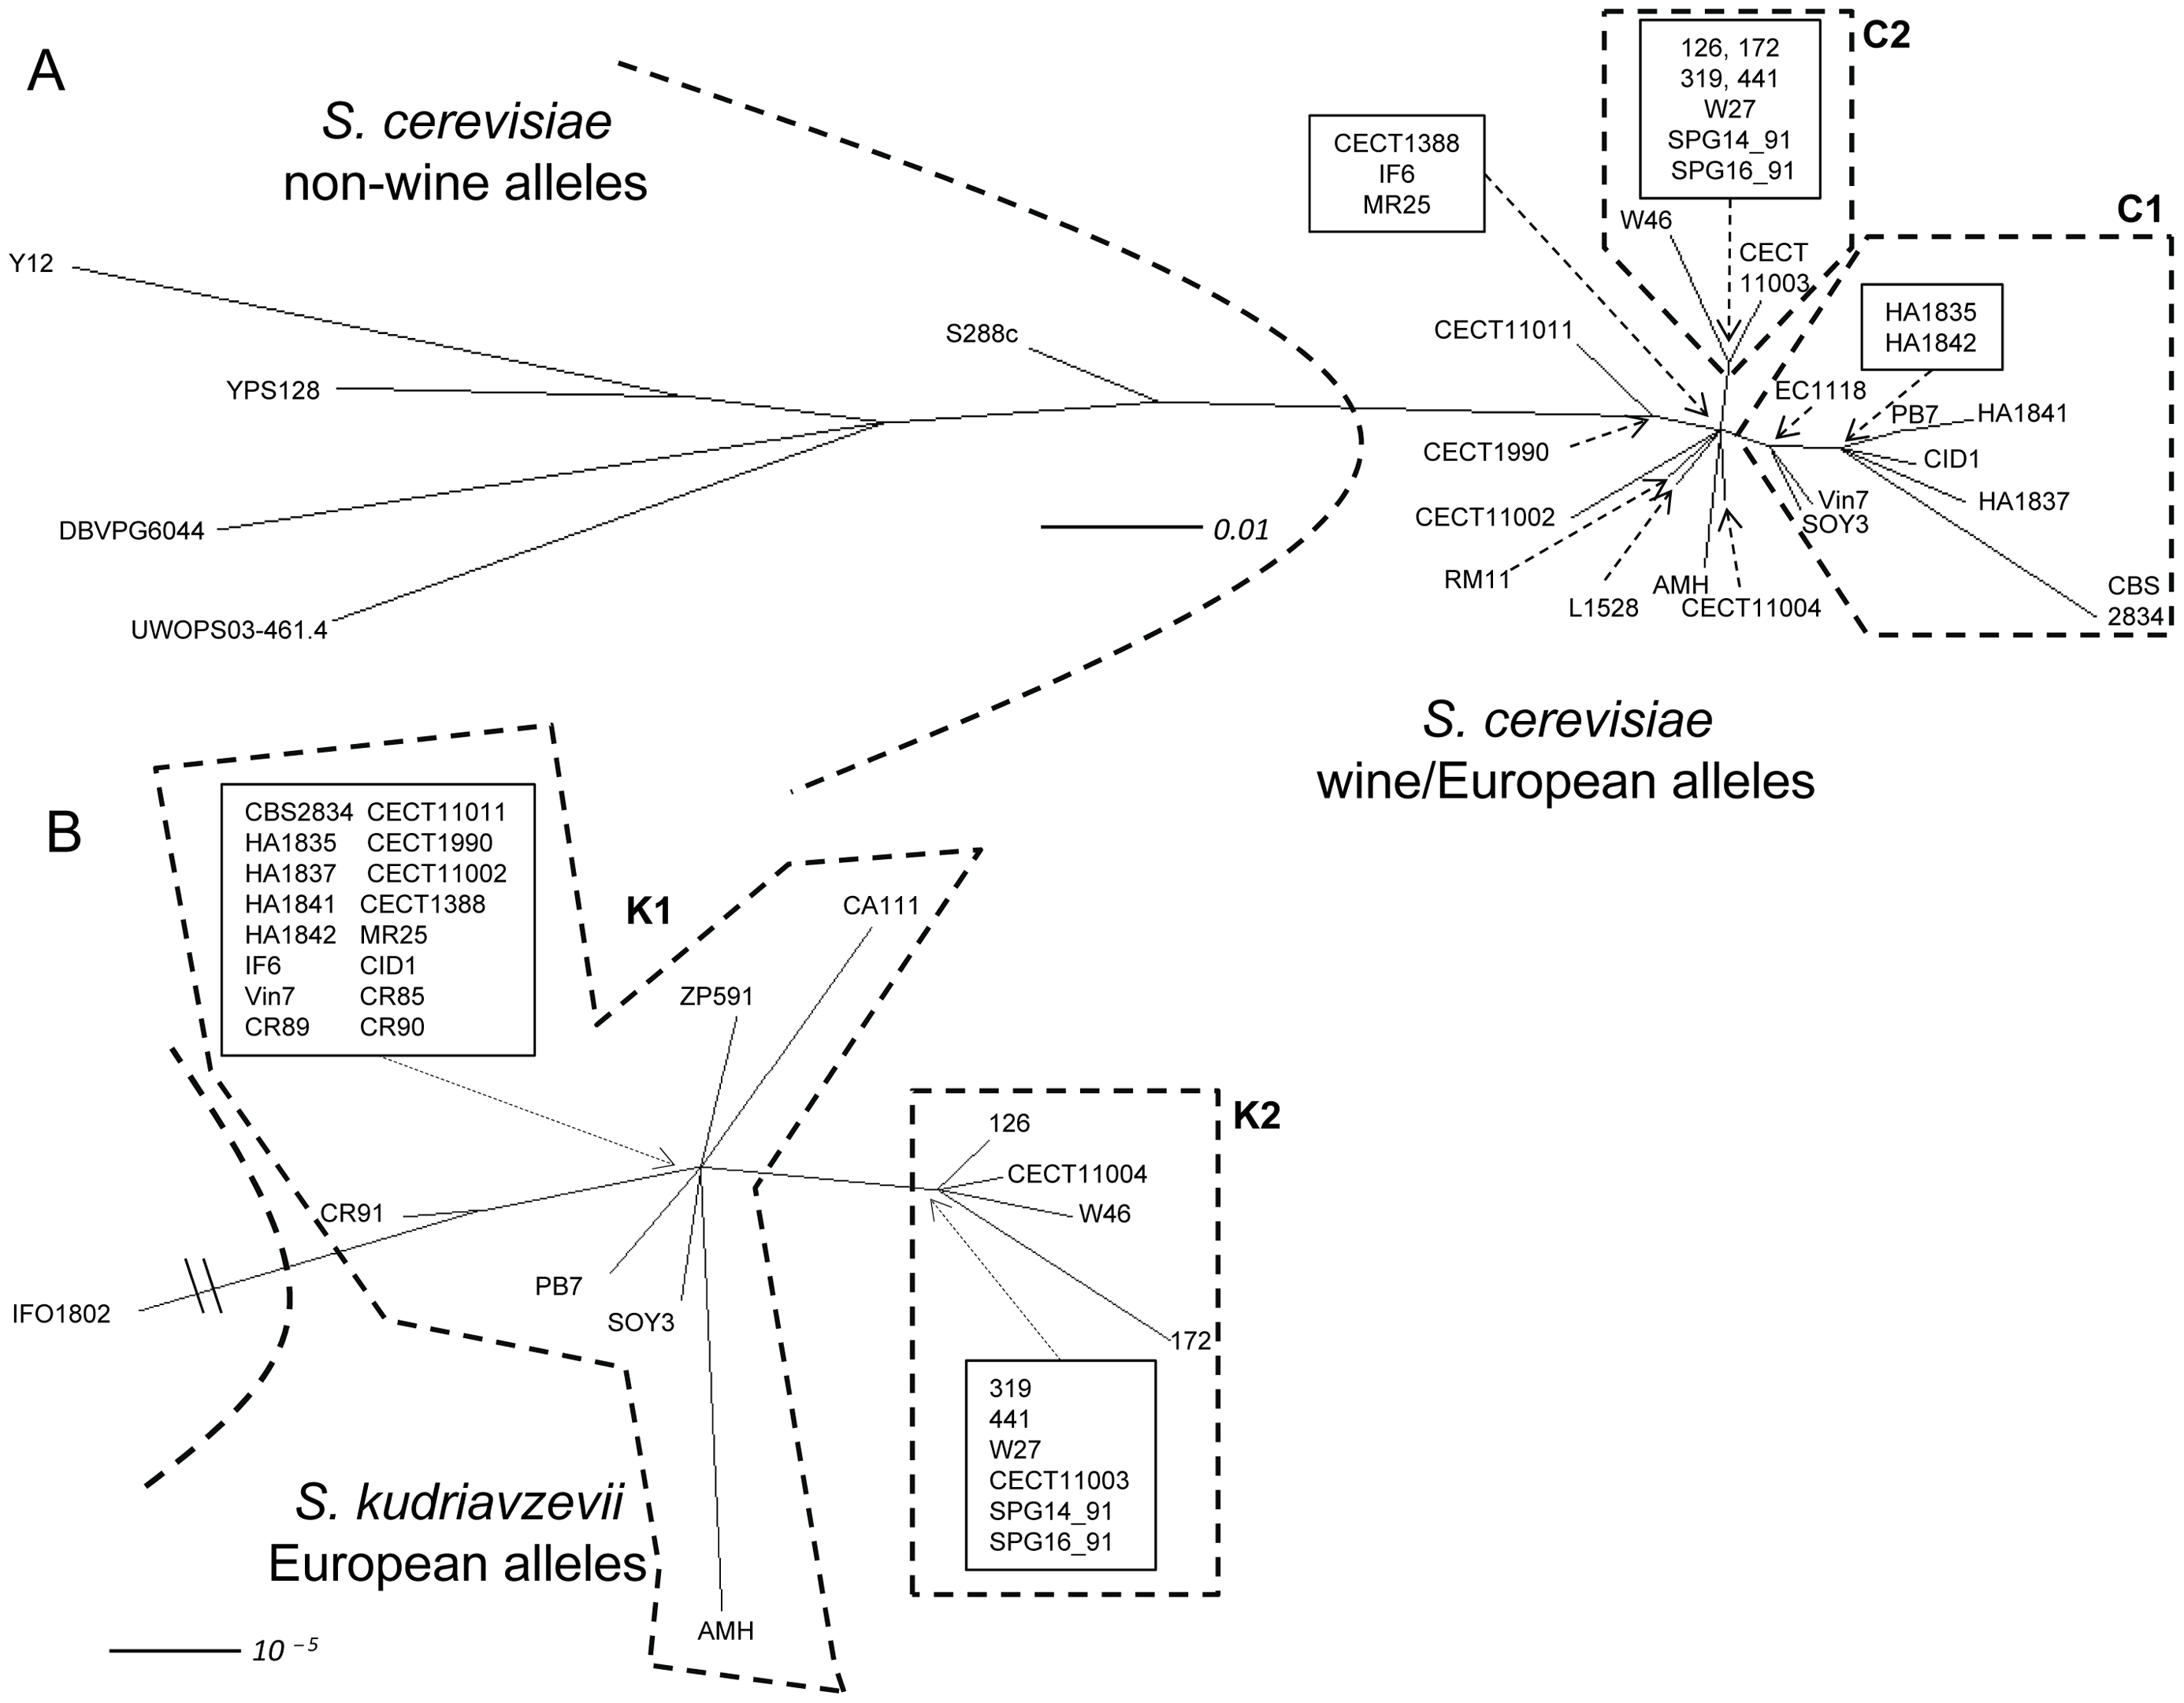 A
S. cerevisiae
non-wine alleles
C2
126, 172
319, 441
W27
SPG14_91
SPG16_91
CECT1388
IF6
MR25
C1
W46
CECT
11003
Y12
HA1835
HA1842
S288c
CECT11011
YPS128
EC1118
PB7
HA1841
CECT1990
CID1
HA1837
Vin7
SOY3
CECT11002
DBVPG6044
0.01
RM11
AMH
L1528
CECT11004
CBS
2834
UWOPS03-461.4
S. cerevisiae
wine/European alleles
B
CBS2834 CECT11011
HA1835 CECT1990
HA1837 CECT11002
HA1841 CECT1388
HA1842 MR25
IF6 CID1
Vin7 CR85
CR89 CR90
K1
CA111
ZP591
K2
126
CECT11004
W46
CR91
PB7
SOY3
IFO1802
172
319
441
W27
CECT11003
SPG14_91
SPG16_91
S. kudriavzevii
European alleles
AMH
10 –5